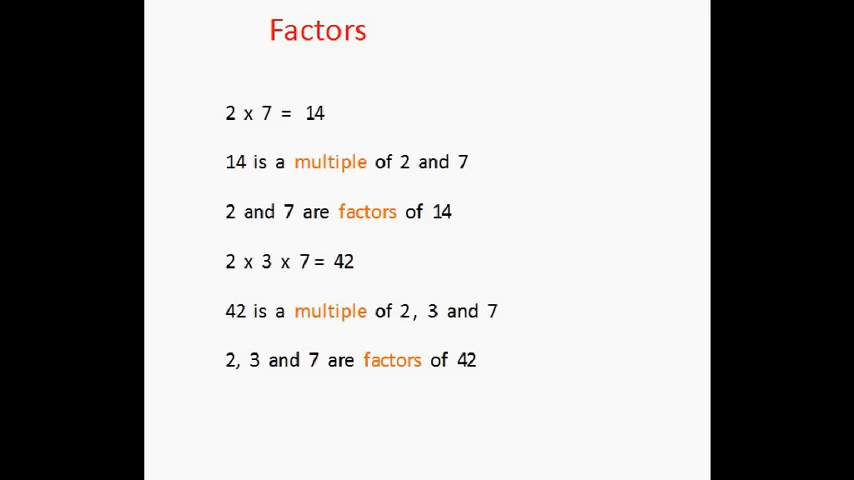 Factors
2 x 7 = 14
14 is a multiple of 2 and 7
2 and 7 are factors of 14
2 x 3 x 7 = 42
42 is a multiple of 2, 3 and 7
2, 3 and 7 are factors of 42